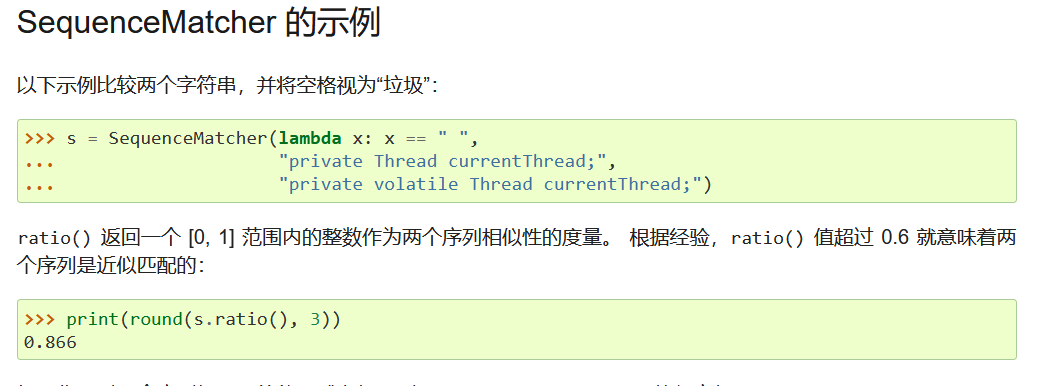 SequenceMatcher 的示例
以下示例比较两个字符串，并将空格视为“垃圾”：
>>> s = SequenceMatcher(lambda x: x == " ",
...                     "private Thread currentThread;",
...                     "private volatile Thread currentThread;")
ratio() 返回一个 [0, 1] 范围内的整数作为两个序列相似性的度量。 根据经验，ratio() 值超过 0.6 就意味着两
个序列是近似匹配的：
>>> print(round(s.ratio(), 3))
0.866